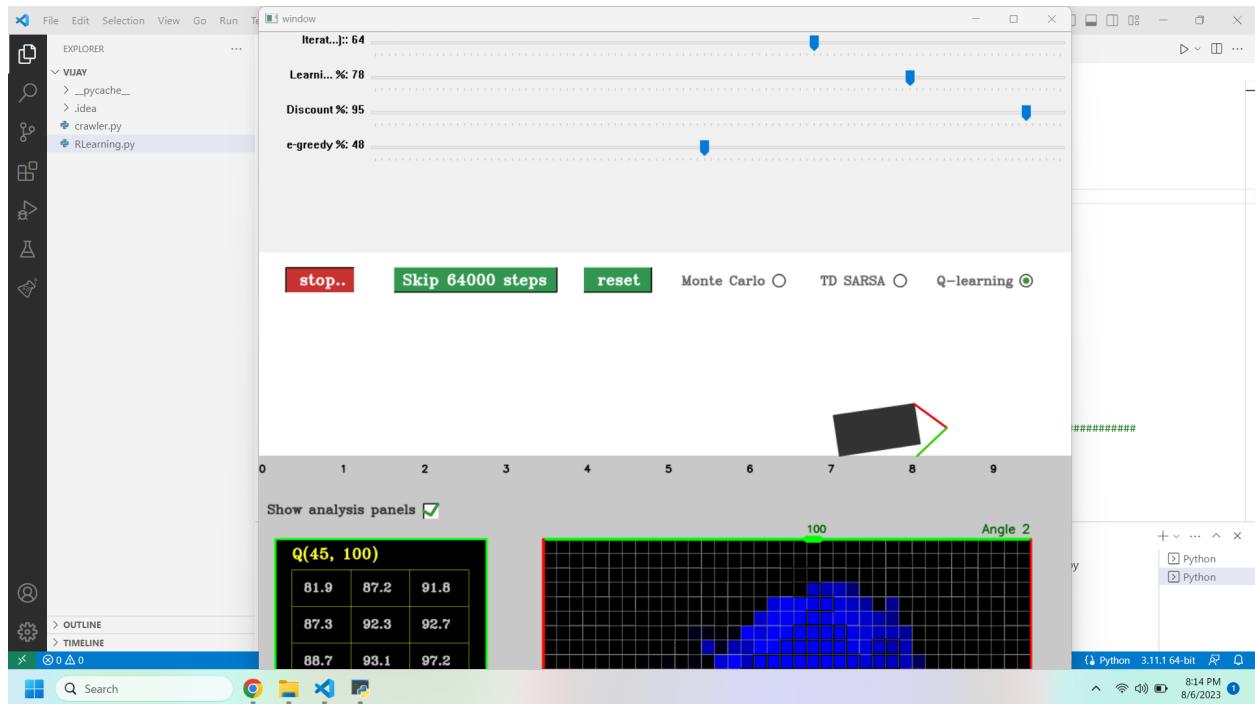 File Edit Selection View Go Run Te
window
EXPLORER
VIJAY
__pycache__
.idea
crawler.py
RLearning.py
OUTLINE
TIMELINE
Iterat...):: 64
Learni... %: 78
Discount %: 95
e-greedy %: 48
stop.. Skip 64000 steps reset Monte Carlo TD SARSA Q-learning
###########
0 1 2 3 4 5 6 7 8 9
Show analysis panels
100 Angle 2
Q(45, 100)
81.9 87.2 91.8
87.3 92.3 92.7
88.7 93.1 97.2
py
Python
Python
0 0 Python 3.11.1 64-bit
Search
8:14 PM
8/6/2023
1